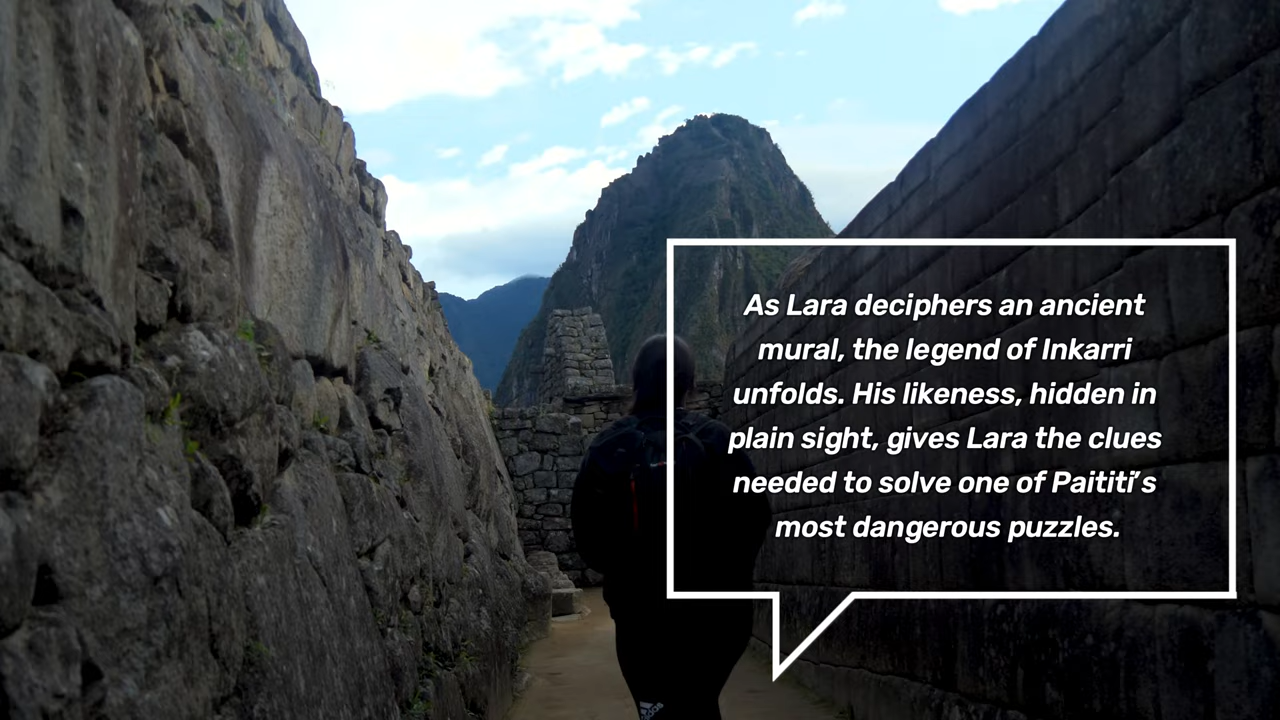 As Lara deciphers an ancient
mural, the legend of Inkarri
unfolds. His likeness, hidden in
plain sight, gives Lara the clues
needed to solve one of Paititi's
most dangerous puzzles.
adidas